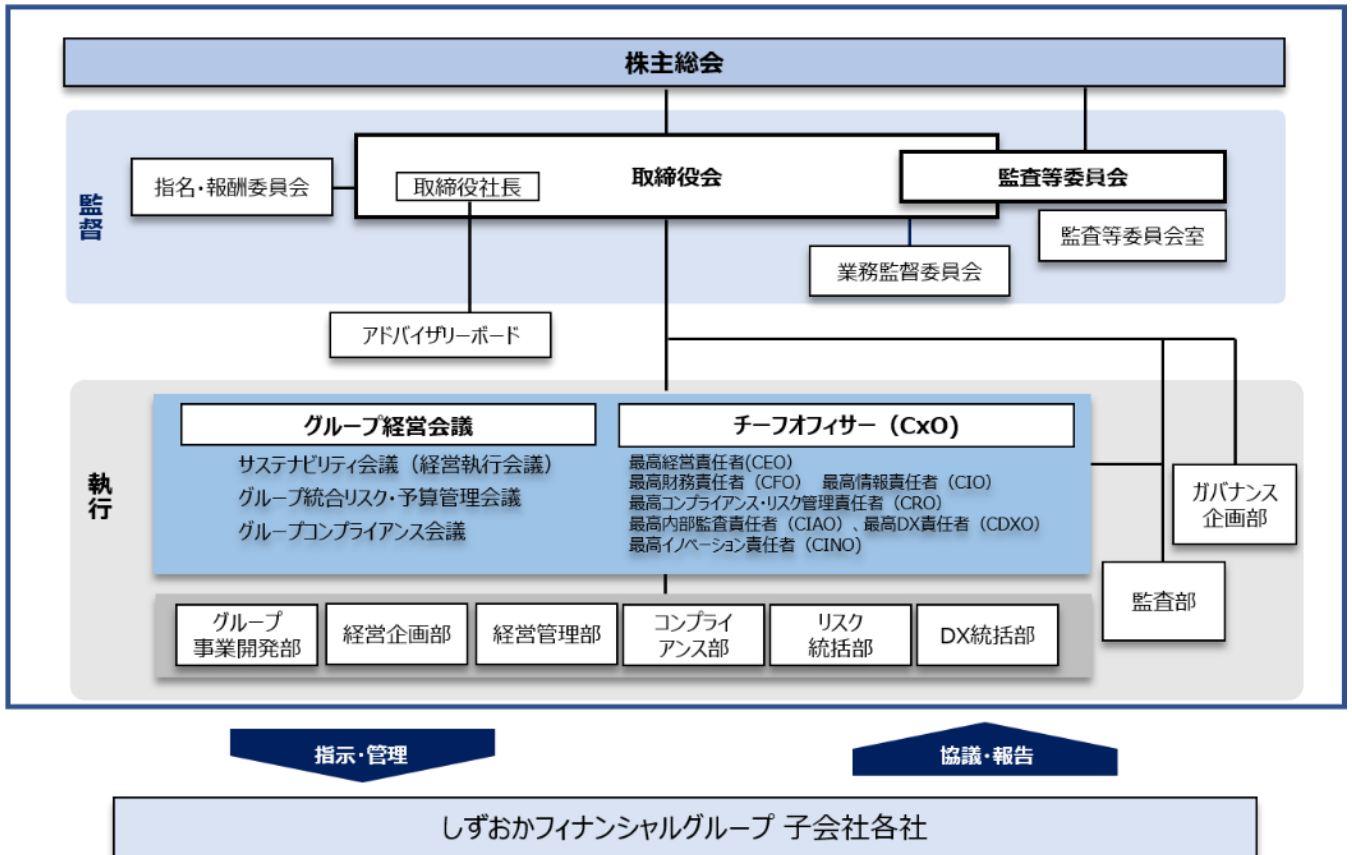 株主総会
監督
指名・報酬委員会
取締役社長
取締役会
監査等委員会
監査等委員会室
業務監督委員会
アドバイザリーボード
執行
グループ経営会議
サステナビリティ会議（経営執行会議）
グループ統合リスク・予算管理会議
グループコンプライアンス会議
チーフオフィサー（CxO）
最高経営責任者(CEO)
最高財務責任者（CFO）　最高情報責任者（CIO）
最高コンプライアンス・リスク管理責任者（CRO）
最高内部監査責任者（CIAO）、最高DX責任者（CDXO）
最高イノベーション責任者（CINO)
ガバナンス
企画部
監査部
グループ
事業開発部
経営企画部
経営管理部
コンプライ
アンス部
リスク
統括部
DX統括部
指示・管理
協議・報告
しずおかフィナンシャルグループ 子会社各社